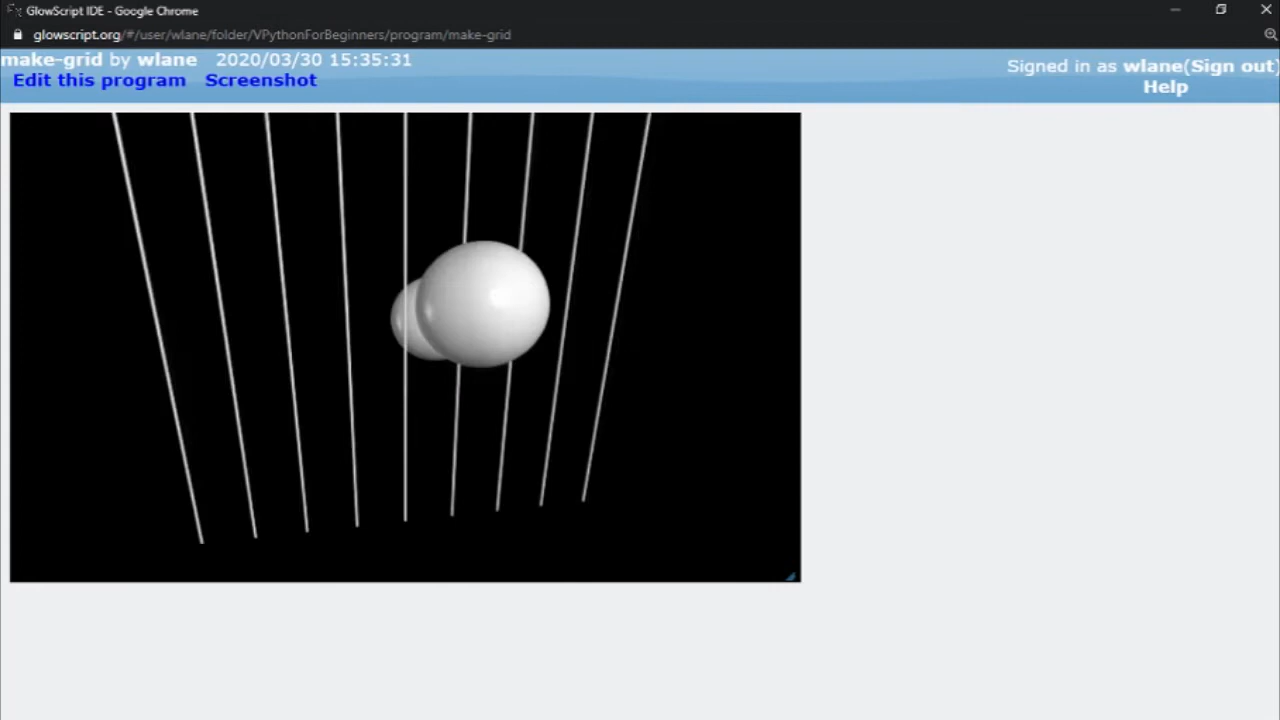 GlowScript IDE - Google Chrome
glowscript.org/#/user/wlane/folder/VPythonForBeginners/program/make-grid
make-grid by wlane 2020/03/30 15:35:31
Signed in as wlane(Sign out)
Edit this program Screenshot
Help